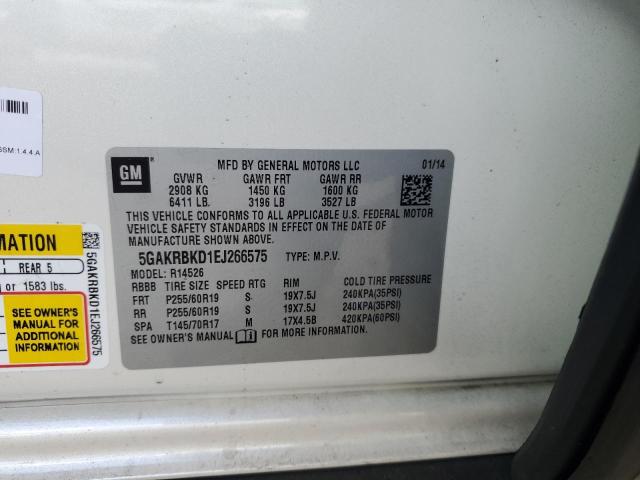 SSM:1.4.4.A
MATION
REAR 5
or 1583 lbs.
SEE OWNER'S
MANUAL FOR
ADDITIONAL
INFORMATION
5GAKRBKD1EJ266575
GM
MFD BY GENERAL MOTORS LLC 01/14
GVWR GAWR FRT GAWR RR
2908 KG 1450 KG 1600 KG
6411 LB. 3196 LB 3527 LB
THIS VEHICLE CONFORMS TO ALL APPLICABLE U.S. FEDERAL MOTOR
VEHICLE SAFETY STANDARDS IN EFFECT ON THE DATE OF
MANUFACTURE SHOWN ABOVE.
5GAKRBKD1EJ266575 TYPE: M.P.V.
MODEL: R14526
RBBB TIRE SIZE SPEED RTG RIM COLD TIRE PRESSURE
FRT P255/60R19 S 19X7.5J 240KPA(35PSI)
RR P255/60R19 S 19X7.5J 240KPA(35PSI)
SPA T145/70R17 M 17X4.5B 420KPA(60PSI)
SEE OWNER'S MANUAL FOR MORE INFORMATION.